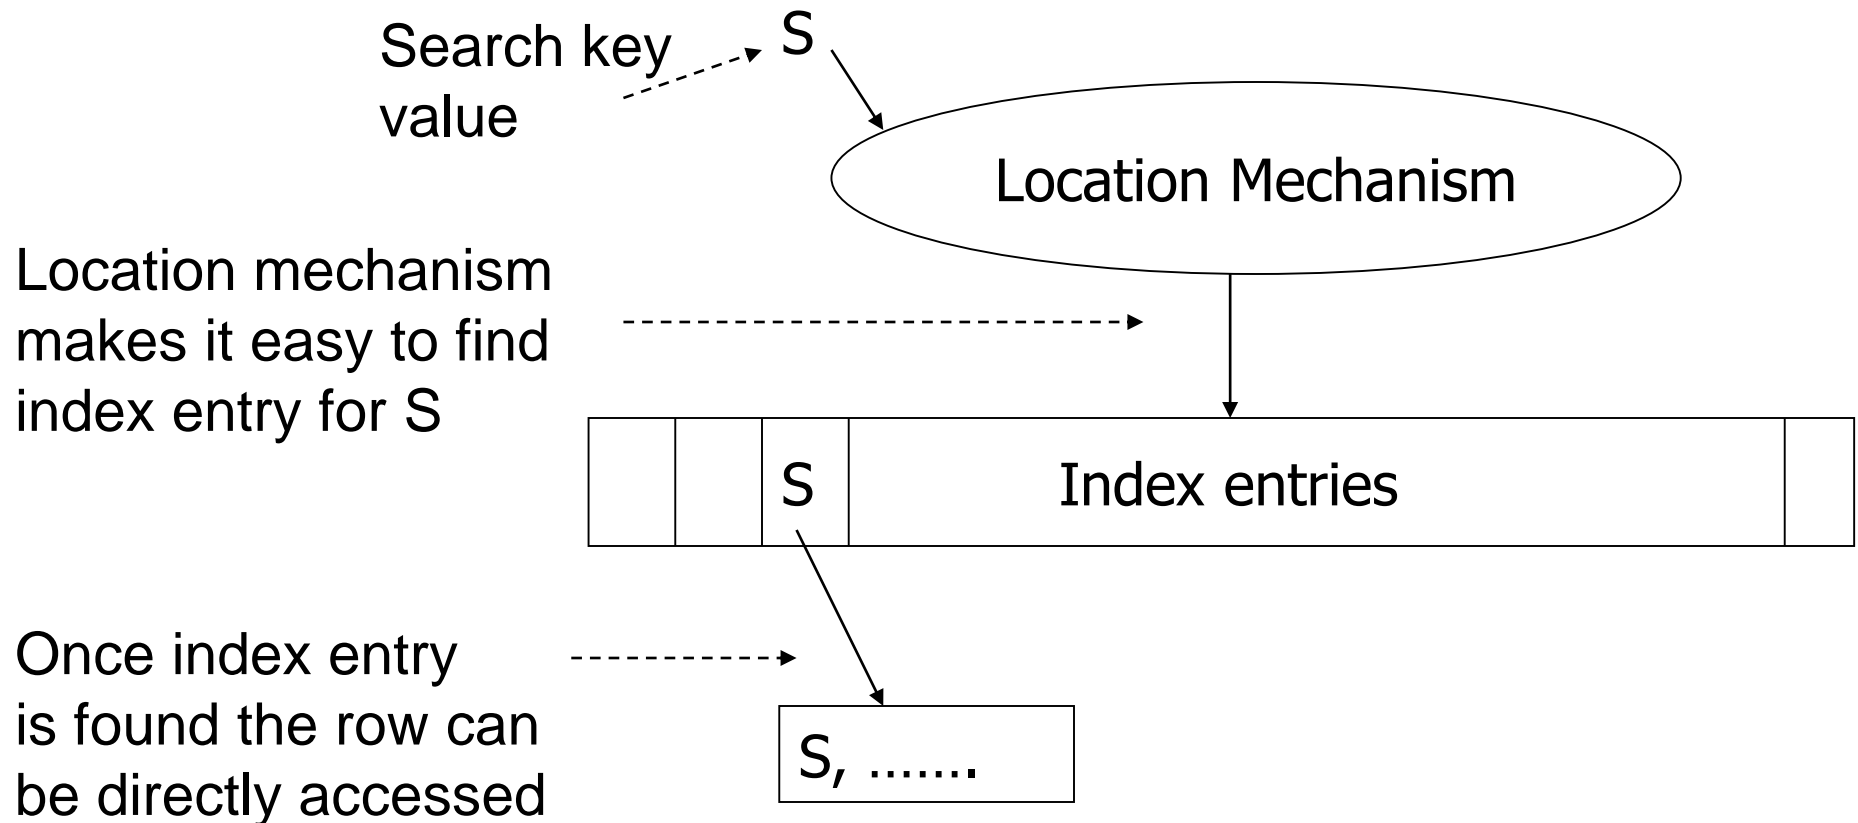 Search key
value
S
Location Mechanism
Location mechanism
makes it easy to find
index entry for S
S
Index entries
Once index entry
is found the row can
be directly accessed
S, …….